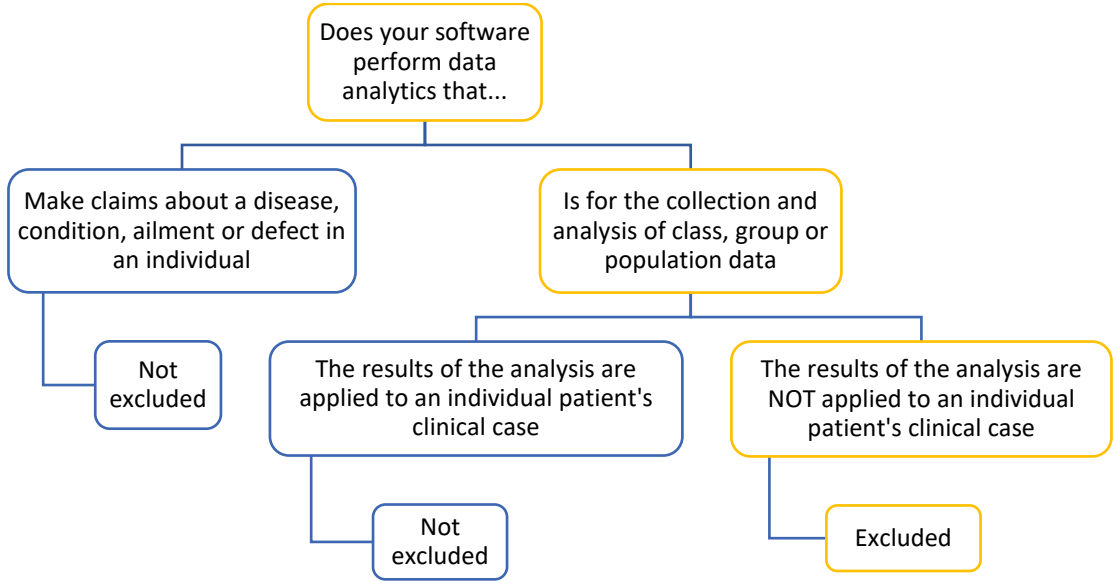 Does your software
perform data
analytics that...
Make claims about a disease,
condition, ailment or defect in
an individual
Is for the collection and
analysis of class, group or
population data
Not
excluded
The results of the analysis are
applied to an individual patient's
clinical case
The results of the analysis are
NOT applied to an individual
patient's clinical case
Not
excluded
Excluded